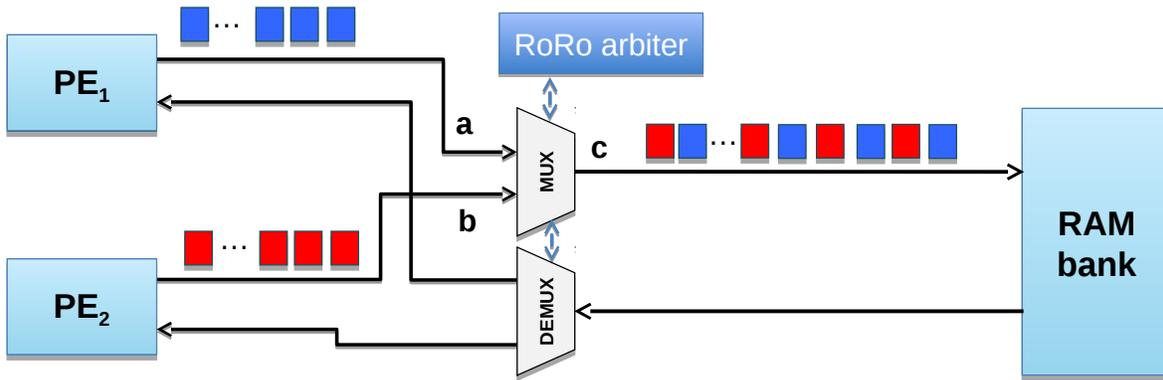 ...
RoRo arbiter
PE1
a
MUX
c
...
b
RAM
bank
...
PE2
DEMUX